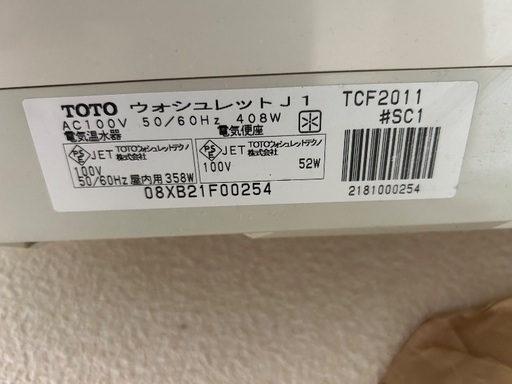 TOTO ウォシュレットJ1
AC100V 50/60Hz 408W
電気温水器
電気便座
PSE JET TOTOウォシュレットテクノ株式会社
100V
50/60Hz 屋内用 358W
PSE JET TOTOウォシュレットテクノ株式会社
100V 52W
08XB21F00254
TCF2011
#SC1
2181000254